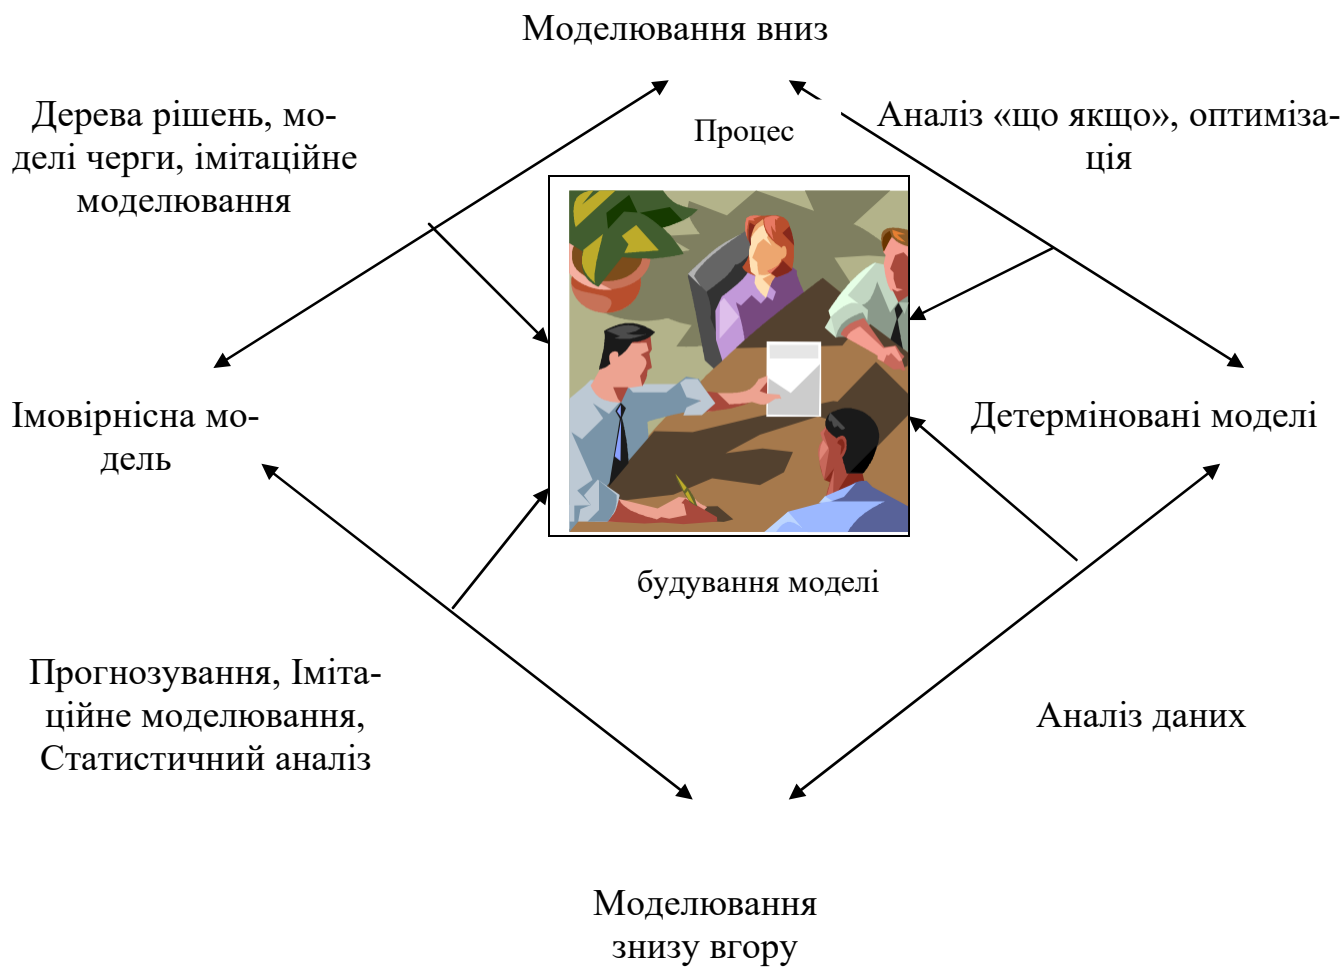 Моделювання вниз
Дерева рішень, мо-
делі черги, імітаційне
моделювання
Процес
Аналіз «що якщо», оптиміза-
ція
Імовірнісна мо-
дель
Детерміновані моделі
будування моделі
Прогнозування, Іміта-
ційне моделювання,
Статистичний аналіз
Аналіз даних
Моделювання
знизу вгору